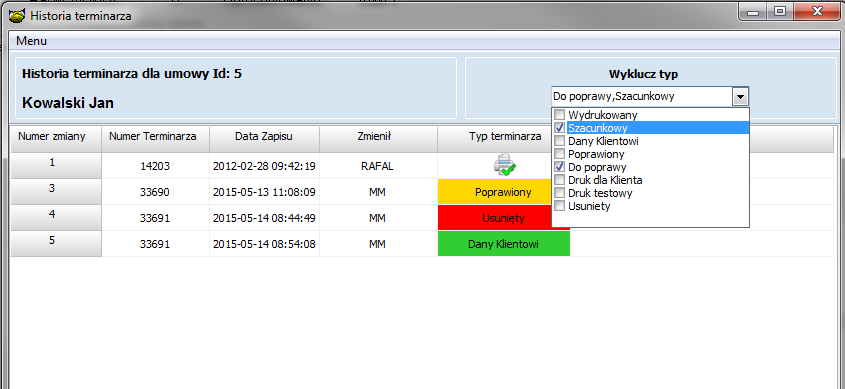 Historia terminarza
Menu
Historia terminarza dla umowy Id: 5
Kowalski Jan
Wyklucz typ
Do poprawy,Szacunkowy
Wydrukowany
Szacunkowy
Dany Klientowi
Poprawiony
Do poprawy
Druk dla Klienta
Druk testowy
Usuniety
Numer zmiany Numer Terminarza Data Zapisu Zmienił Typ terminarza
1 14203 2012-02-28 09:42:19 RAFAL
3 33690 2015-05-13 11:08:09 MM Poprawiony
4 33691 2015-05-14 08:44:49 MM Usunięty
5 33691 2015-05-14 08:54:08 MM Dany Klientowi